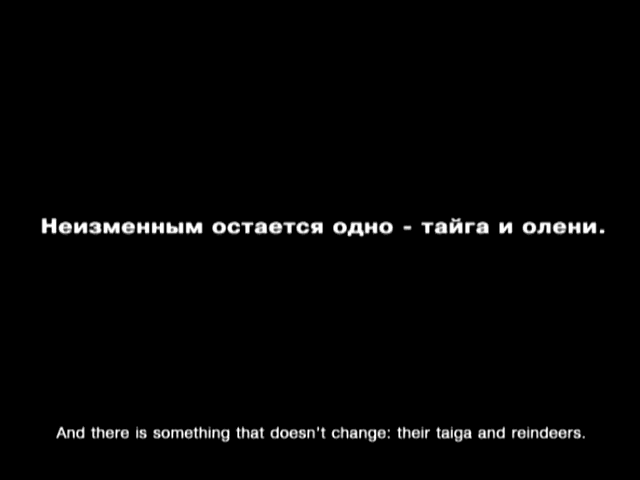 Неизменным остается одно - тайга и олени.
And there is something that doesn't change: their taiga and reindeers.